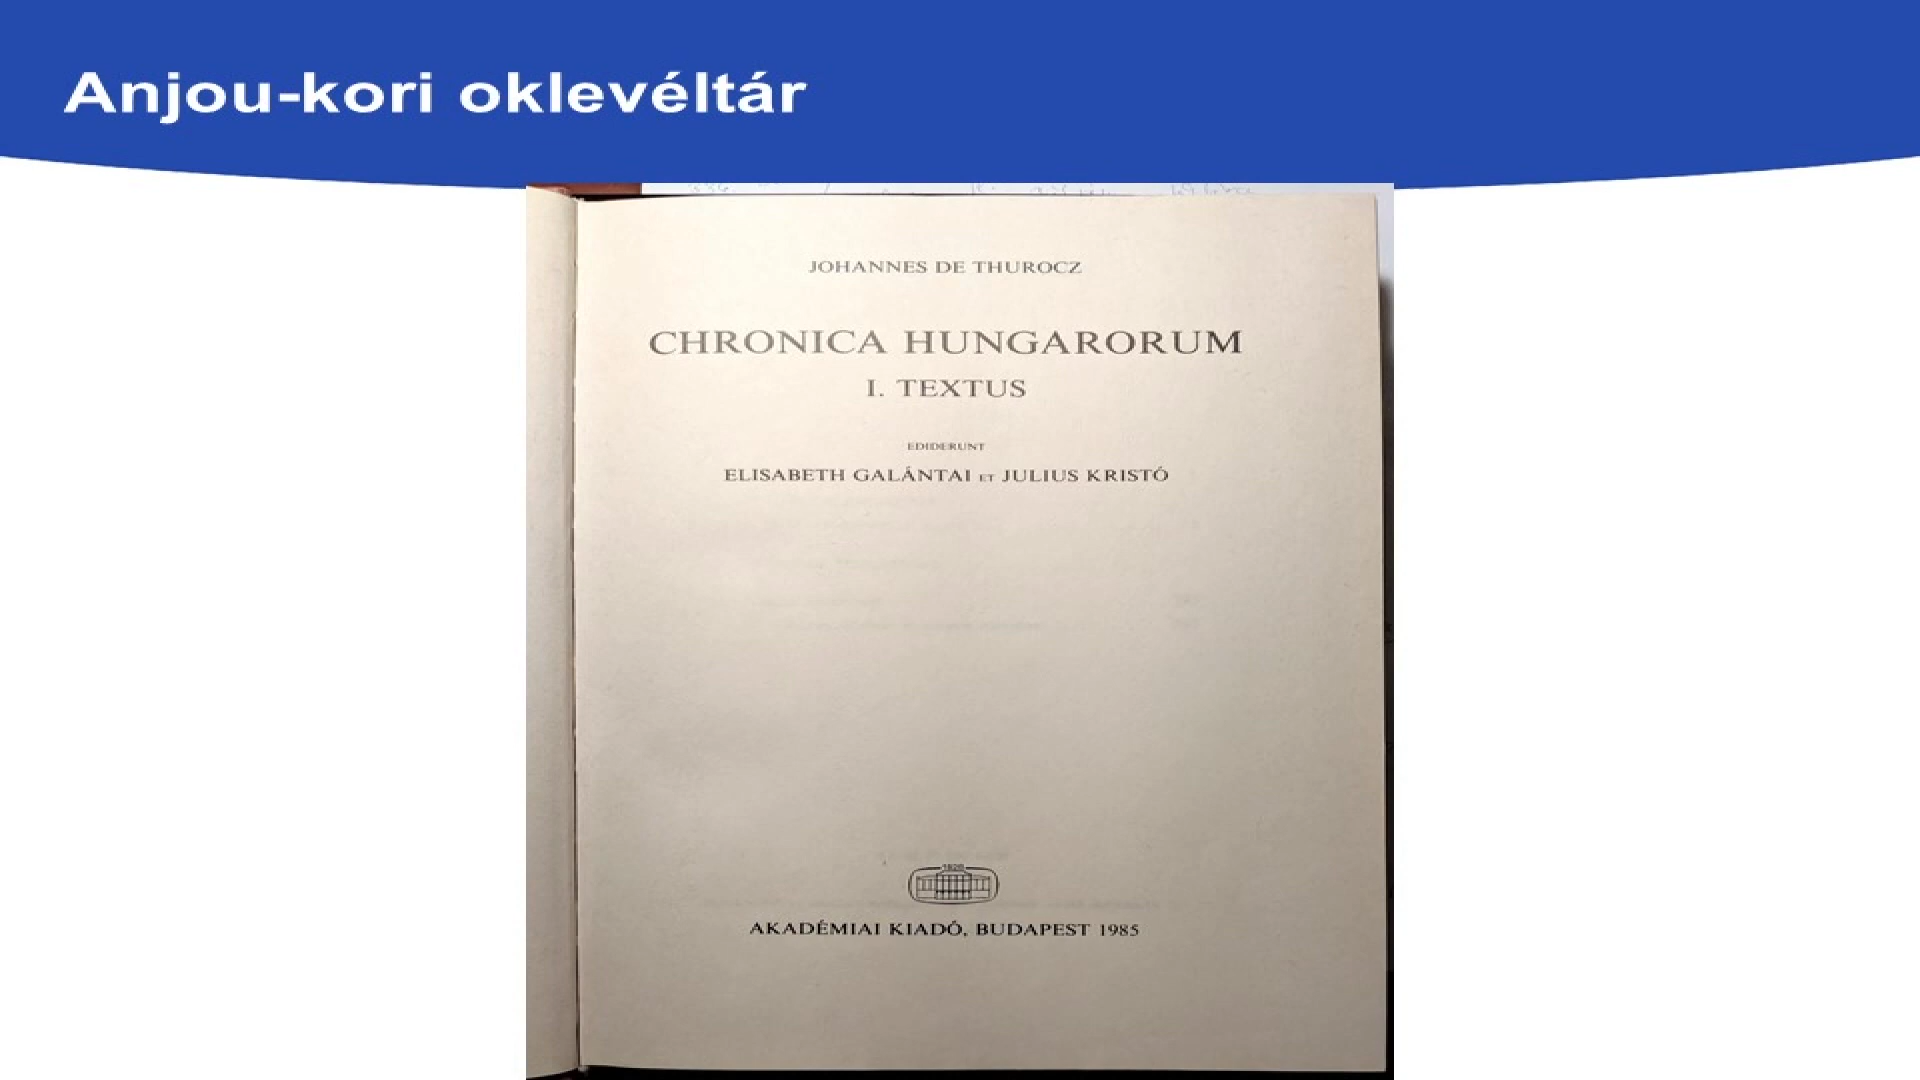 Anjou-kori oklevéltár
JOHANNES DE THUROCZ
CHRONICA HUNGARORUM
I. TEXTUS
EDIDERUNT
ELISABETH GALÁNTAI ET JULIUS KRISTÓ
1828
AKADÉMIAI KIADÓ, BUDAPEST 1985